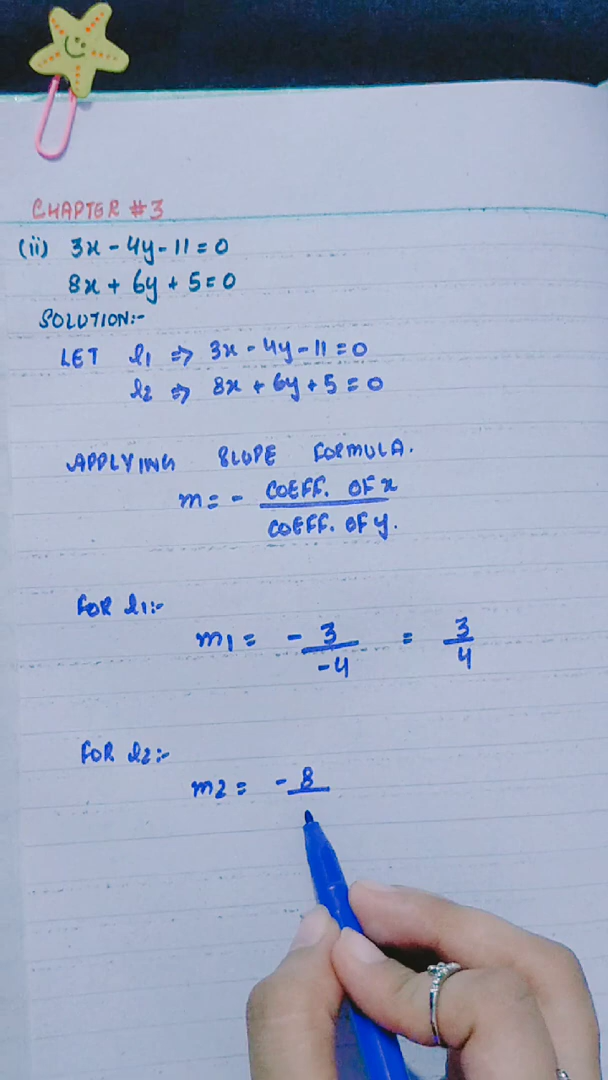 CHAPTER #3
(ii) 3x - 4y - 11 = 0
8x + 6y + 5 = 0
SOLUTION:-
LET l1 => 3x - 4y - 11 = 0
l2 => 8x + 6y + 5 = 0
APPLYING SLOPE FORMULA.
m = - COEFF. OF x
COEFF. OF y.
FOR l1:-
m1 = - 3 = 3
-4 4
FOR l2:-
m2 = - 8